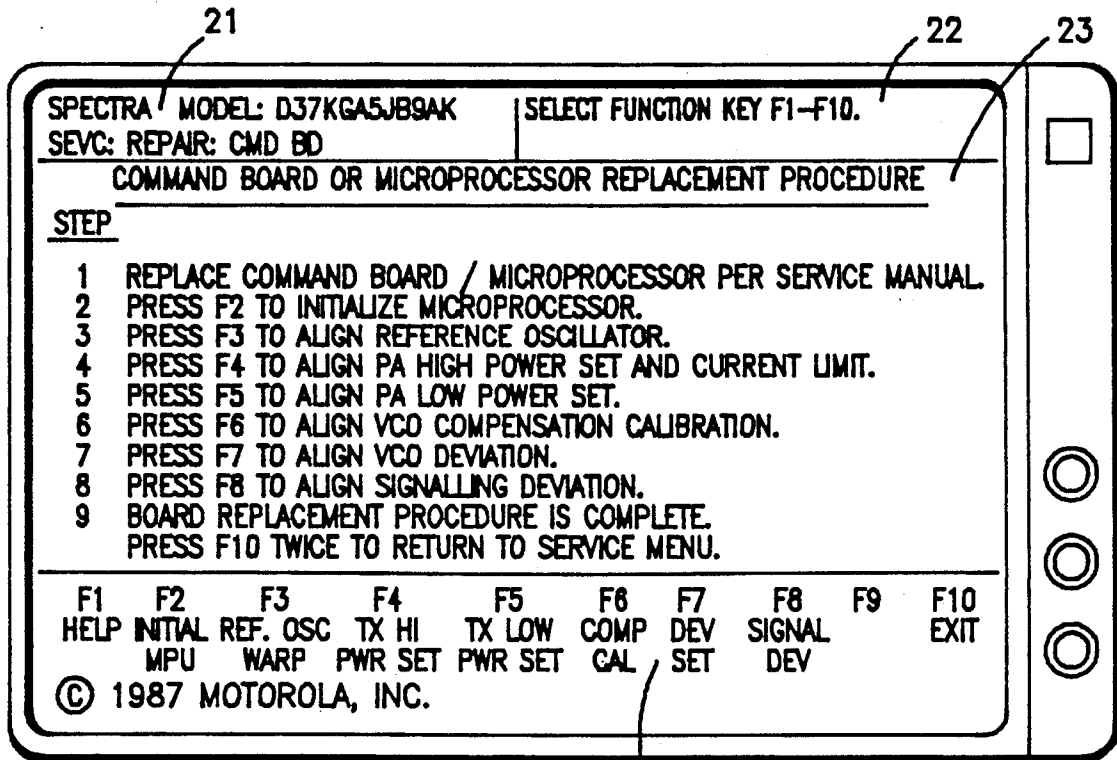 21
22
23
SPECTRA MODEL: D37KGA5JB9AK
SELECT FUNCTION KEY F1-F10.
SEVC: REPAIR: CMD BD
COMMAND BOARD OR MICROPROCESSOR REPLACEMENT PROCEDURE
STEP
1 REPLACE COMMAND BOARD / MICROPROCESSOR PER SERVICE MANUAL.
2 PRESS F2 TO INITIALIZE MICROPROCESSOR.
3 PRESS F3 TO ALIGN REFERENCE OSCILLATOR.
4 PRESS F4 TO ALIGN PA HIGH POWER SET AND CURRENT LIMIT.
5 PRESS F5 TO ALIGN PA LOW POWER SET.
6 PRESS F6 TO ALIGN VCO COMPENSATION CALIBRATION.
7 PRESS F7 TO ALIGN VCO DEVIATION.
8 PRESS F8 TO ALIGN SIGNALLING DEVIATION.
9 BOARD REPLACEMENT PROCEDURE IS COMPLETE.
PRESS F10 TWICE TO RETURN TO SERVICE MENU.
F1 F2 F3 F4 F5 F6 F7 F8 F9 F10
HELP INITIAL REF. OSC TX HI TX LOW COMP DEV SIGNAL EXIT
MPU WARP PWR SET PWR SET CAL SET DEV
© 1987 MOTOROLA, INC.